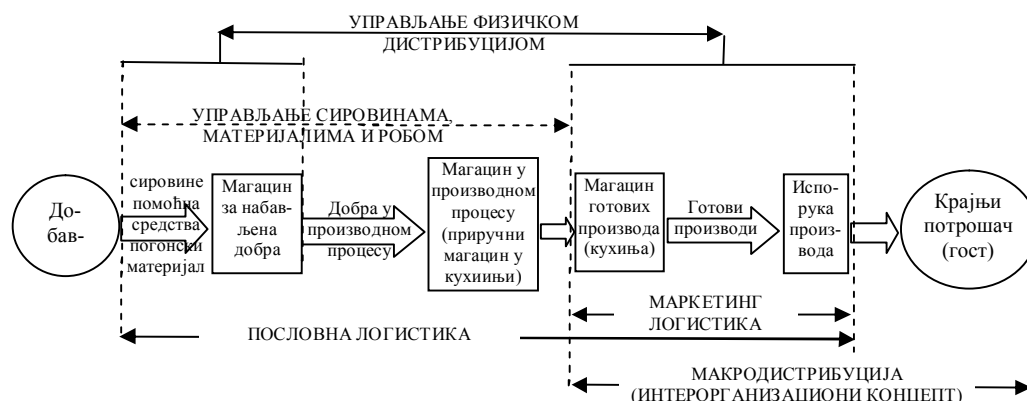 УПРАВЉАЊЕ ФИЗИЧКОМ
ДИСТРИБУЦИЈОМ
УПРАВЉАЊЕ СИРОВИНАМА,
МАТЕРИЈАЛИМА И РОБОМ
До-
бав-
сировине
помоћна
средства
погонски
материјал
Магацин
за набав-
љена
добра
Добра у
производном
процесу
Магацин у
производном
процесу
(приручни
магацин у
кухиињи)
Магацин
готових
производа
(кухиња)
Готови
производи
Испо-
рука
произ-
вода
Крајњи
потрошач
(гост)
МАРКЕТИНГ
ЛОГИСТИКА
ПОСЛОВНА ЛОГИСТИКА
МАКРОДИСТРИБУЦИЈА
(ИНТЕРОРГАНИЗАЦИОНИ КОНЦЕПТ)